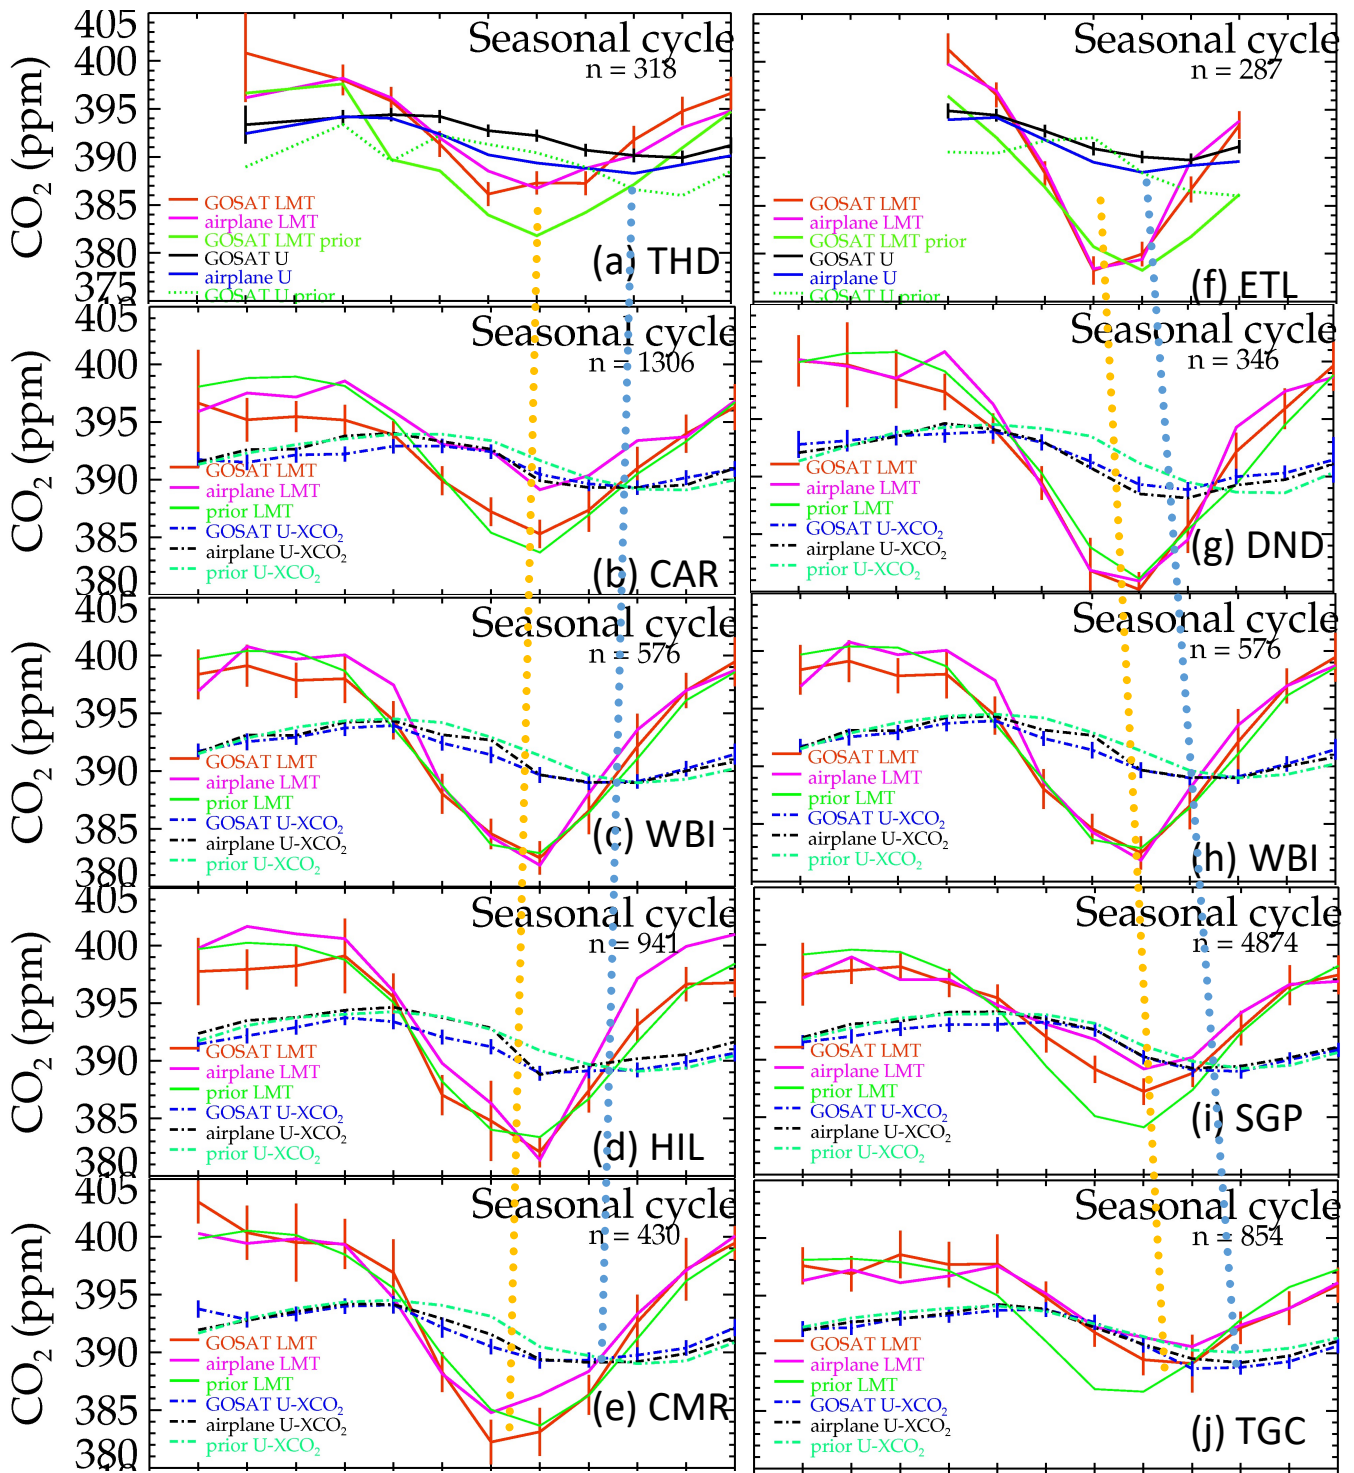 CO2 (ppm)
405
400
395
390
385
380
375
Seasonal cycle
n = 318
GOSAT LMT
airplane LMT
GOSAT LMT prior
GOSAT U
airplane U
GOSAT U prior
(a) THD
Seasonal cycle
n = 287
GOSAT LMT
airplane LMT
GOSAT LMT prior
GOSAT U
airplane U
GOSAT U prior
(f) ETL
CO2 (ppm)
405
400
395
390
385
380
Seasonal cycle
n = 1306
GOSAT LMT
airplane LMT
prior LMT
GOSAT U-XCO2
airplane U-XCO2
prior U-XCO2
(b) CAR
Seasonal cycle
n = 346
GOSAT LMT
airplane LMT
prior LMT
GOSAT U-XCO2
airplane U-XCO2
prior U-XCO2
(g) DND
CO2 (ppm)
405
400
395
390
385
380
Seasonal cycle
n = 576
GOSAT LMT
airplane LMT
prior LMT
GOSAT U-XCO2
airplane U-XCO2
prior U-XCO2
(c) WBI
Seasonal cycle
n = 576
GOSAT LMT
airplane LMT
prior LMT
GOSAT U-XCO2
airplane U-XCO2
prior U-XCO2
(h) WBI
CO2 (ppm)
405
400
395
390
385
380
Seasonal cycle
n = 941
GOSAT LMT
airplane LMT
prior LMT
GOSAT U-XCO2
airplane U-XCO2
prior U-XCO2
(d) HIL
Seasonal cycle
n = 4874
GOSAT LMT
airplane LMT
prior LMT
GOSAT U-XCO2
airplane U-XCO2
prior U-XCO2
(i) SGP
CO2 (ppm)
405
400
395
390
385
380
Seasonal cycle
n = 430
GOSAT LMT
airplane LMT
prior LMT
GOSAT U-XCO2
airplane U-XCO2
prior U-XCO2
(e) CMR
Seasonal cycle
n = 854
GOSAT LMT
airplane LMT
prior LMT
GOSAT U-XCO2
airplane U-XCO2
prior U-XCO2
(j) TGC